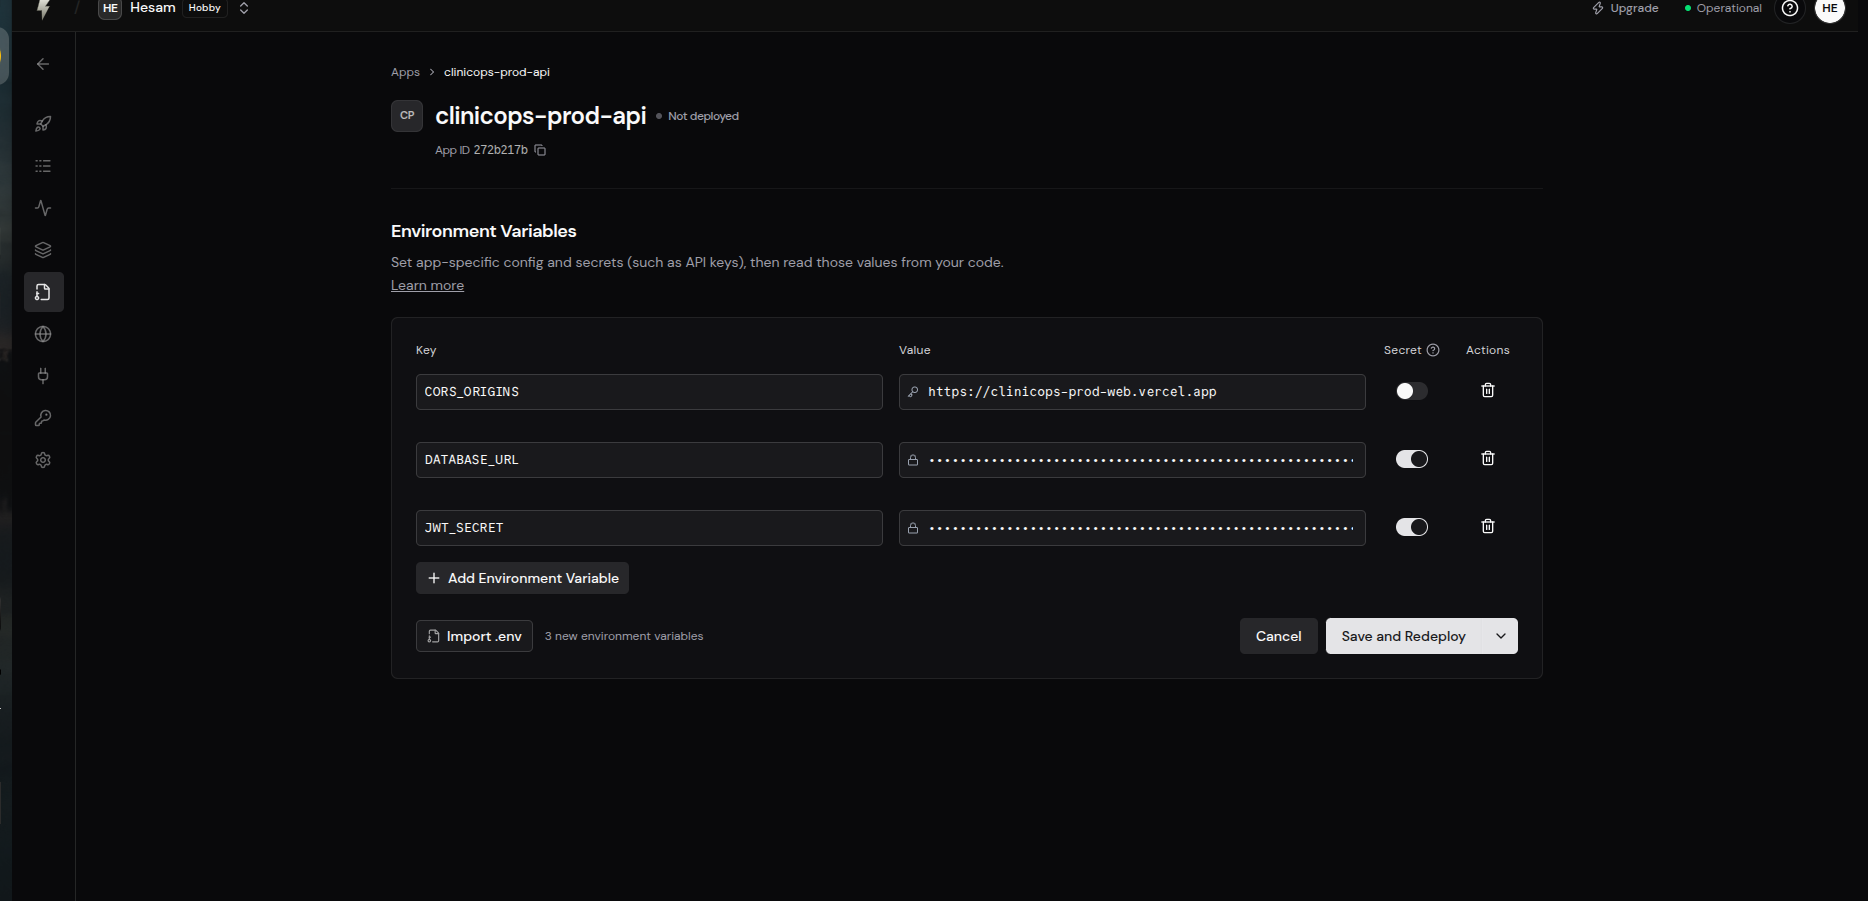 HE Hesam Hobby
Upgrade
Operational
HE
Apps > clinicops-prod-api
CP
clinicops-prod-api
Not deployed
App ID 272b217b
Environment Variables
Set app-specific config and secrets (such as API keys), then read those values from your code.
Learn more
Key Value Secret Actions
CORS_ORIGINS https://clinicops-prod-web.vercel.app
DATABASE_URL
JWT_SECRET
+ Add Environment Variable
Import .env 3 new environment variables Cancel Save and Redeploy